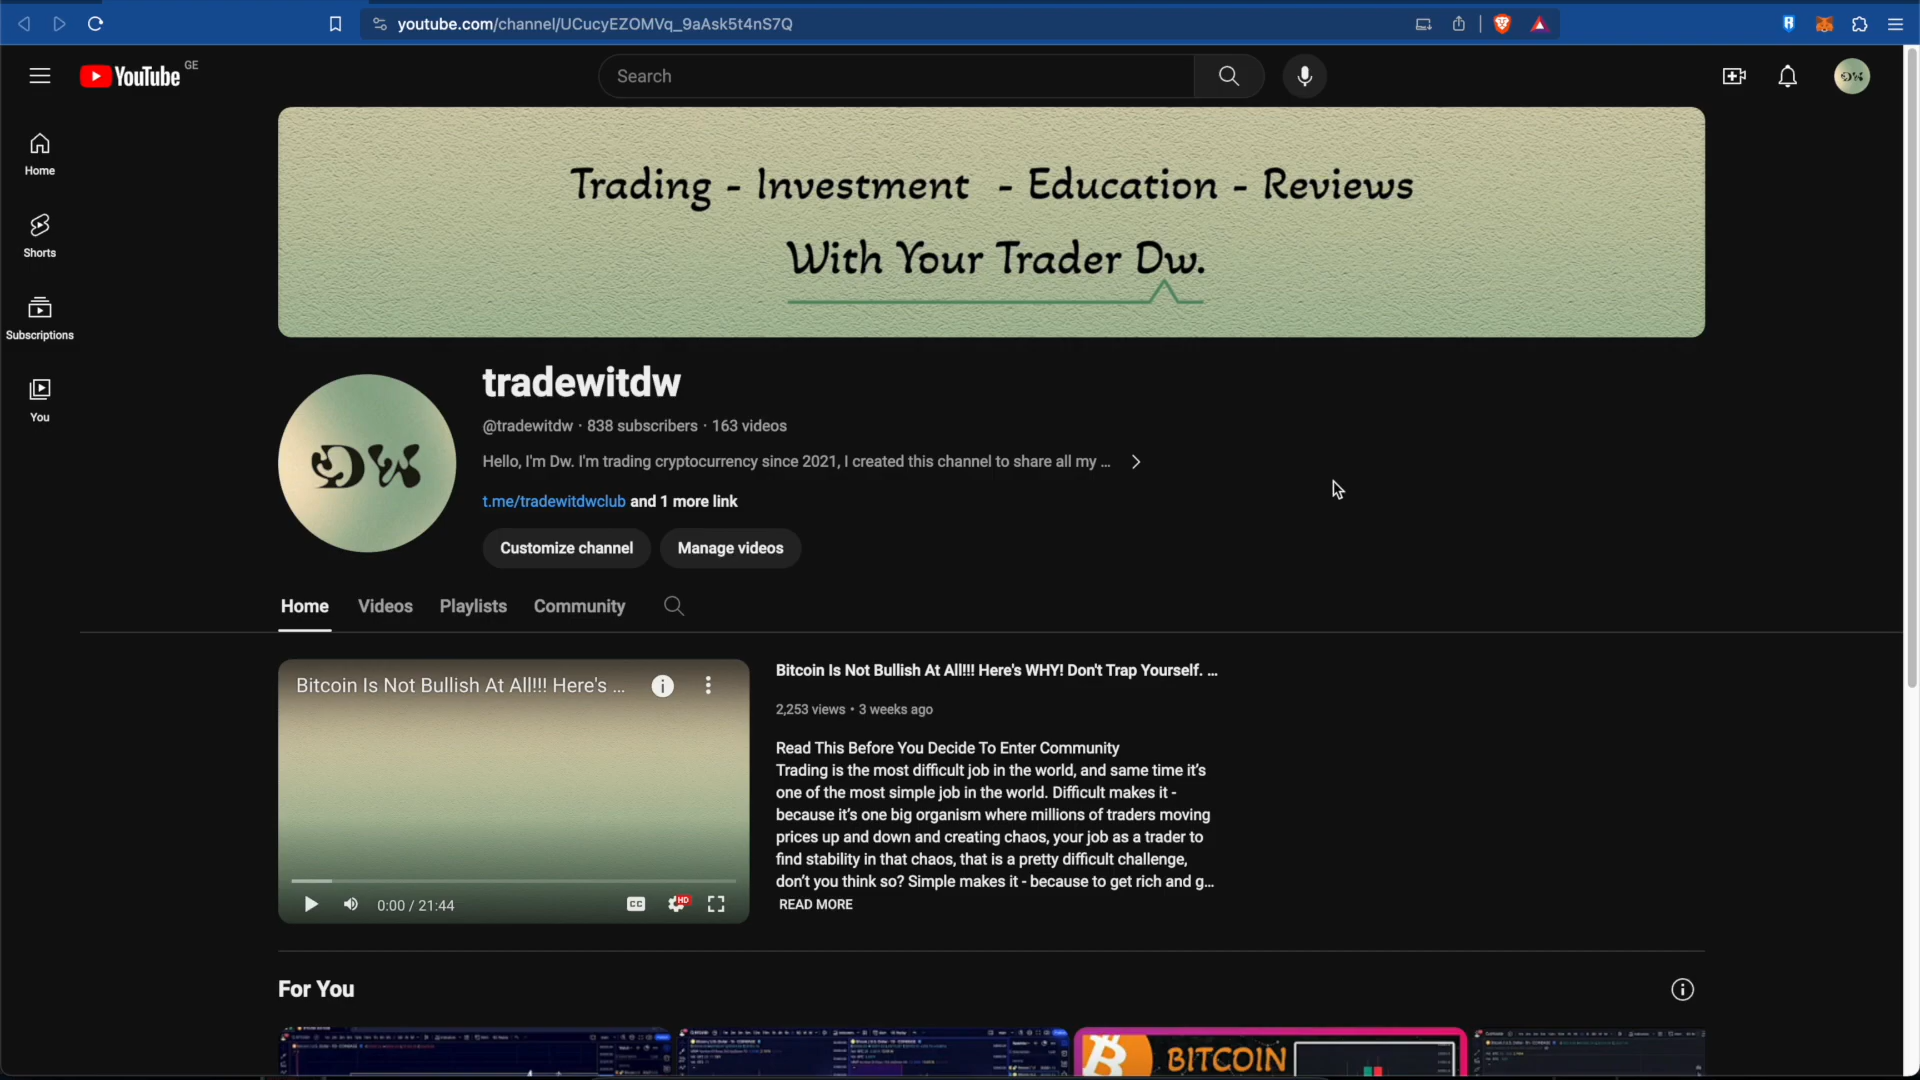 youtube.com/channel/UCucyEZOMVq_9aAsk5t4nS7Q
YouTube GE
Search
Home
Shorts
Subscriptions
You
Trading - Investment - Education - Reviews
With Your Trader Dw.
DW
tradewitdw
@tradewitdw · 838 subscribers · 163 videos
Hello, I'm Dw. I'm trading cryptocurrency since 2021, I created this channel to share all my ...
t.me/tradewitdwclub and 1 more link
Customize channel
Manage videos
Home
Videos
Playlists
Community
Bitcoin Is Not Bullish At All!!! Here's ...
0:00 / 21:44
CC
HD
Bitcoin Is Not Bullish At All!!! Here's WHY! Don't Trap Yourself. ...
2,253 views • 3 weeks ago
Read This Before You Decide To Enter Community
Trading is the most difficult job in the world, and same time it's
one of the most simple job in the world. Difficult makes it -
because it's one big organism where millions of traders moving
prices up and down and creating chaos, your job as a trader to
find stability in that chaos, that is a pretty difficult challenge,
don't you think so? Simple makes it - because to get rich and g...
READ MORE
For You
BITCOIN